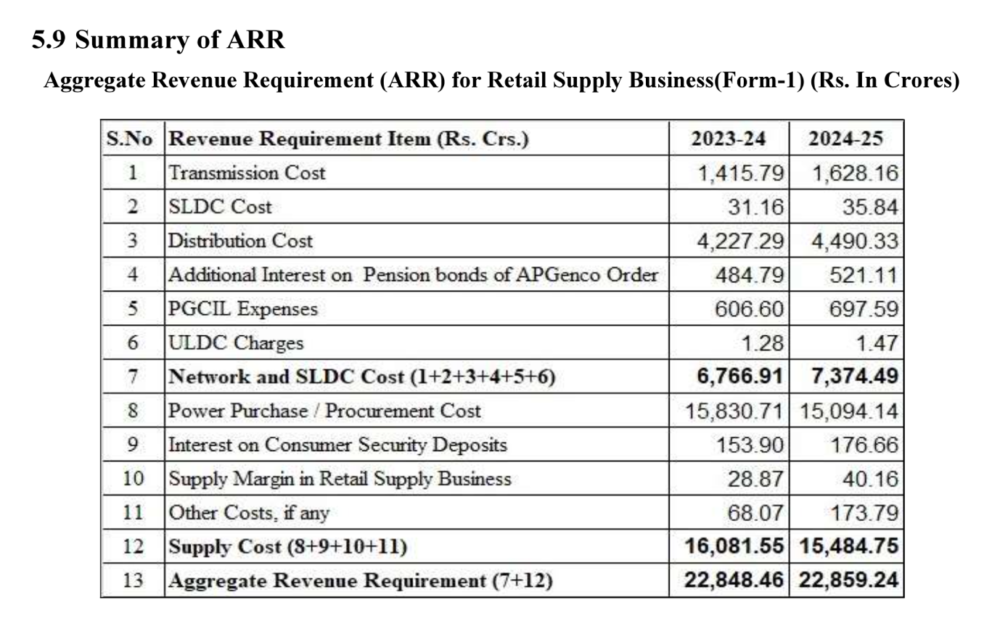 5.9 Summary of ARR
Aggregate Revenue Requirement (ARR) for Retail Supply Business(Form-1) (Rs. In Crores)
S.No Revenue Requirement Item (Rs. Crs.) 2023-24 2024-25
1 Transmission Cost 1,415.79 1,628.16
2 SLDC Cost 31.16 35.84
3 Distribution Cost 4,227.29 4,490.33
4 Additional Interest on Pension bonds of APGenco Order 484.79 521.11
5 PGCIL Expenses 606.60 697.59
6 ULDC Charges 1.28 1.47
7 Network and SLDC Cost (1+2+3+4+5+6) 6,766.91 7,374.49
8 Power Purchase / Procurement Cost 15,830.71 15,094.14
9 Interest on Consumer Security Deposits 153.90 176.66
10 Supply Margin in Retail Supply Business 28.87 40.16
11 Other Costs, if any 68.07 173.79
12 Supply Cost (8+9+10+11) 16,081.55 15,484.75
13 Aggregate Revenue Requirement (7+12) 22,848.46 22,859.24